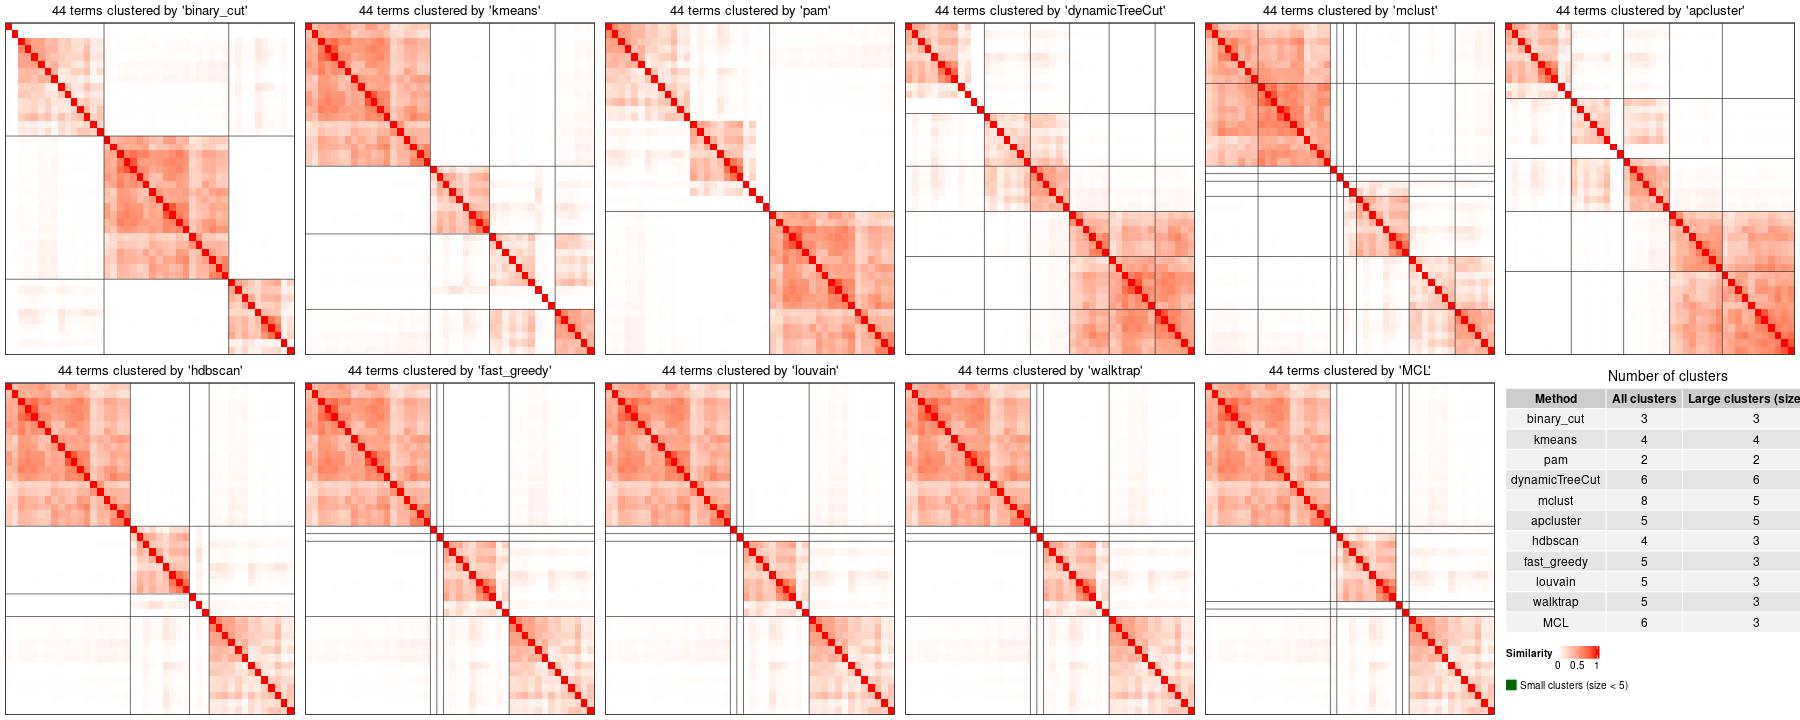 44 terms clustered by 'binary_cut'
44 terms clustered by 'kmeans'
44 terms clustered by 'pam'
44 terms clustered by 'dynamicTreeCut'
44 terms clustered by 'mclust'
44 terms clustered by 'apcluster'
44 terms clustered by 'hdbscan'
44 terms clustered by 'fast_greedy'
44 terms clustered by 'louvain'
44 terms clustered by 'walktrap'
44 terms clustered by 'MCL'
Number of clusters
Method All clusters Large clusters (size
binary_cut 3 3
kmeans 4 4
pam 2 2
dynamicTreeCut 6 6
mclust 8 5
apcluster 5 5
hdbscan 4 3
fast_greedy 5 3
louvain 5 3
walktrap 5 3
MCL 6 3
Similarity
0 0.5 1
Small clusters (size < 5)